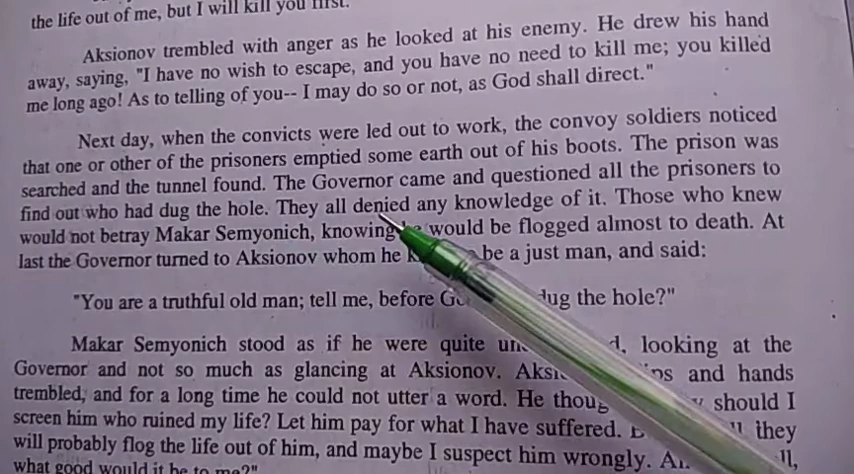 the life out of me, but I will kill you first.
Aksionov trembled with anger as he looked at his enemy. He drew his hand
away, saying, "I have no wish to escape, and you have no need to kill me; you killed
me long ago! As to telling of you-- I may do so or not, as God shall direct."
Next day, when the convicts were led out to work, the convoy soldiers noticed
that one or other of the prisoners emptied some earth out of his boots. The prison was
searched and the tunnel found. The Governor came and questioned all the prisoners to
find out who had dug the hole. They all denied any knowledge of it. Those who knew
would not betray Makar Semyonich, knowing would be flogged almost to death. At
last the Governor turned to Aksionov whom he be a just man, and said:
"You are a truthful old man; tell me, before dug the hole?"
Makar Semyonich stood as if he were quite looking at the
Governor and not so much as glancing at Aksionov. and hands
trembled, and for a long time he could not utter a word. He should I
screen him who ruined my life? Let him pay for what I have suffered. they
will probably flog the life out of him, and maybe I suspect him wrongly.
what good would it be to me?"